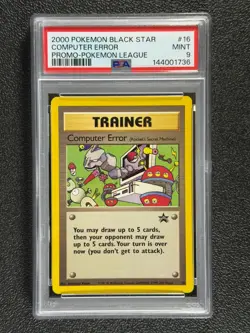 2000 POKEMON BLACK STAR #16
COMPUTER ERROR MINT
PROMO-POKEMON LEAGUE 9
PSA 144001736
TRAINER
Computer Error (Rocket's Secret Machine)
You may draw up to 5 cards,
then your opponent may draw
up to 5 cards. Your turn is over
now (you don't get to attack).
PROMO